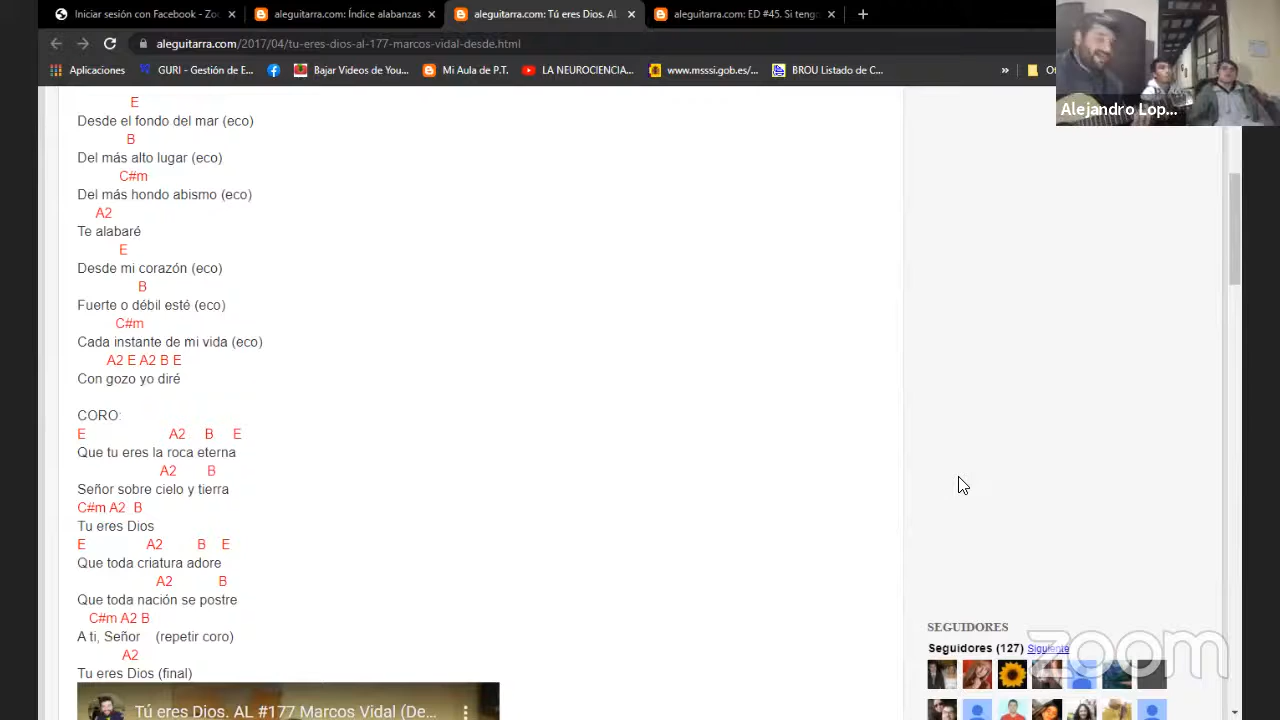 Iniciar sesión con Facebook - Zoo
aleguitarra.com: Índice alabanzas
aleguitarra.com: Tú eres Dios. AL
aleguitarra.com: ED #45. Si tengo
aleguitarra.com/2017/04/tu-eres-dios-al-177-marcos-vidal-desde.html
Aplicaciones
GURI - Gestión de E...
Bajar Videos de You...
Mi Aula de P.T.
LA NEUROCIENCIA...
www.msssi.gob.es/...
BROU Listado de C...
»
Ot
Alejandro Lop...
E
Desde el fondo del mar (eco)
B
Del más alto lugar (eco)
C#m
Del más hondo abismo (eco)
A2
Te alabaré
E
Desde mi corazón (eco)
B
Fuerte o débil esté (eco)
C#m
Cada instante de mi vida (eco)
A2 E A2 B E
Con gozo yo diré
CORO:
E A2 B E
Que tu eres la roca eterna
A2 B
Señor sobre cielo y tierra
C#m A2 B
Tu eres Dios
E A2 B E
Que toda criatura adore
A2 B
Que toda nación se postre
C#m A2 B
A ti, Señor (repetir coro)
A2
Tu eres Dios (final)
Tú eres Dios. AL #177 Marcos Vidal (De...
SEGUIDORES
Seguidores (127) Siguiente
zoom